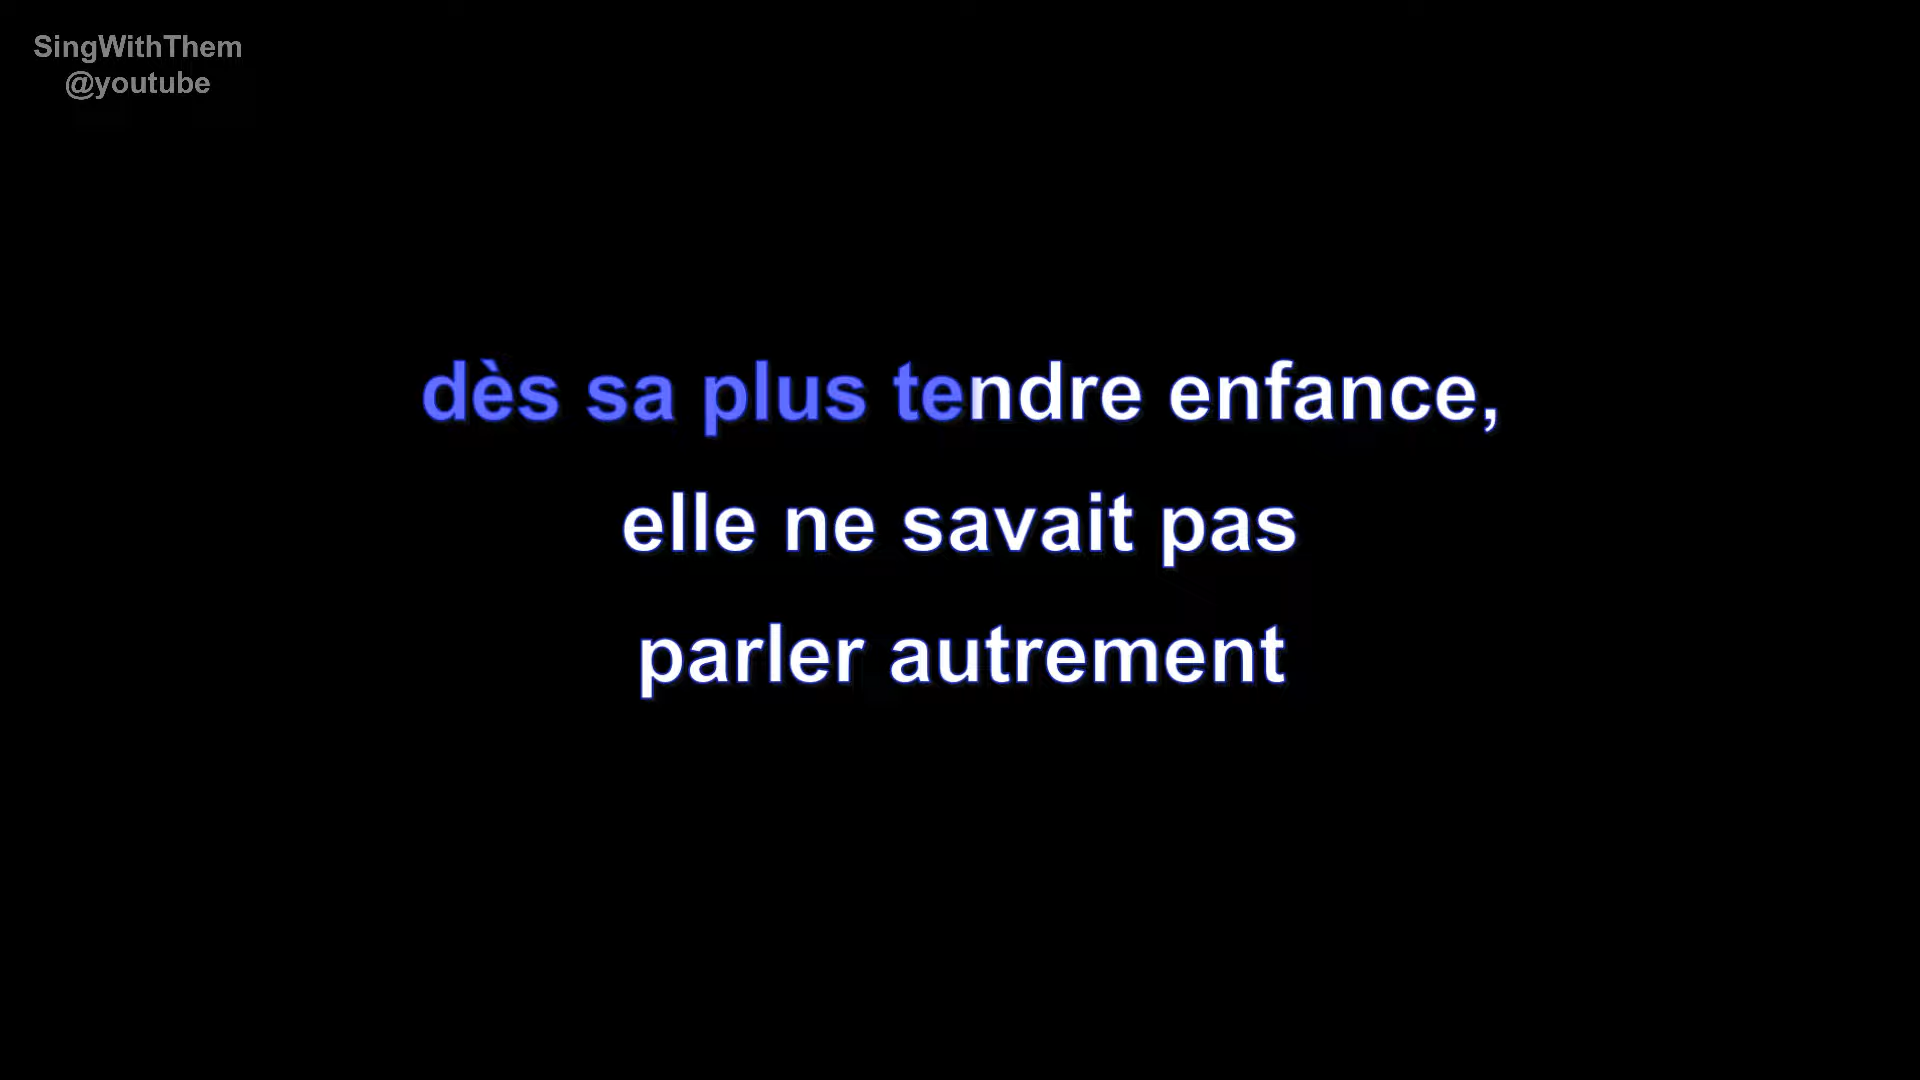 SingWithThem
@youtube
dès sa plus tendre enfance,
elle ne savait pas
parler autrement